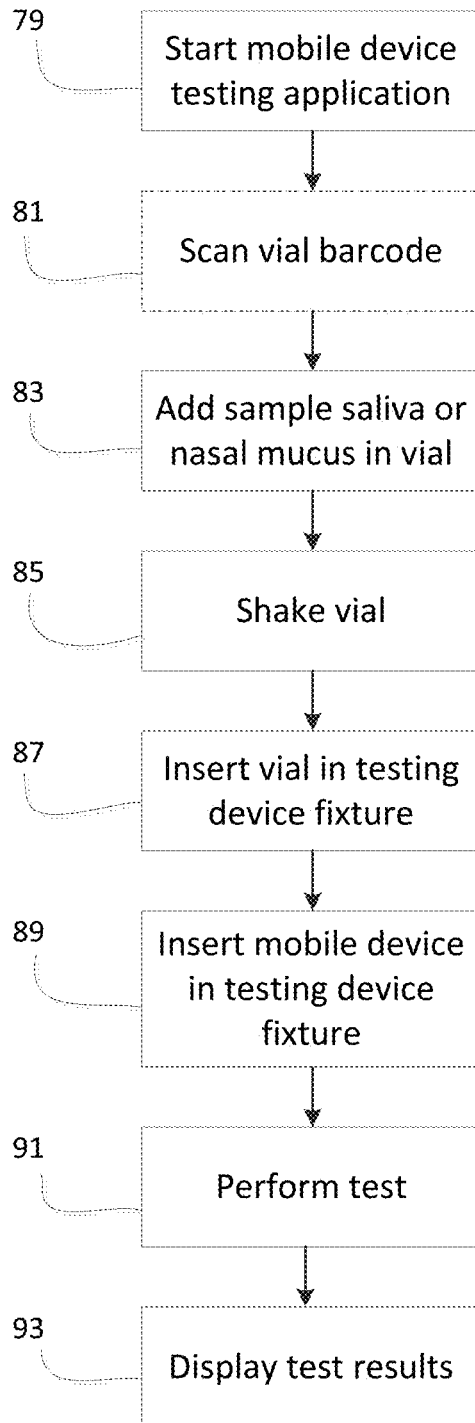 79
Start mobile device
testing application
81
Scan vial barcode
83
Add sample saliva or
nasal mucus in vial
85
Shake vial
87
Insert vial in testing
device fixture
89
Insert mobile device
in testing device
fixture
91
Perform test
93
Display test results